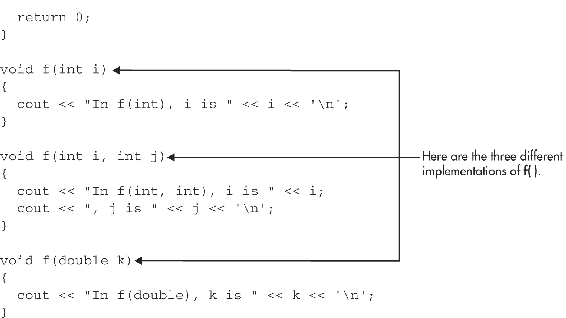 return 0;
}
void f(int i)
{
cout << "In f(int), i is " << i << '\n';
}
void f(int i, int j)
{
cout << "In f(int, int), i is " << i;
cout << ", j is " << j << '\n';
}
void f(double k)
{
cout << "In f(double), k is " << k << '\n';
}
Here are the three different
implementations of f( ).